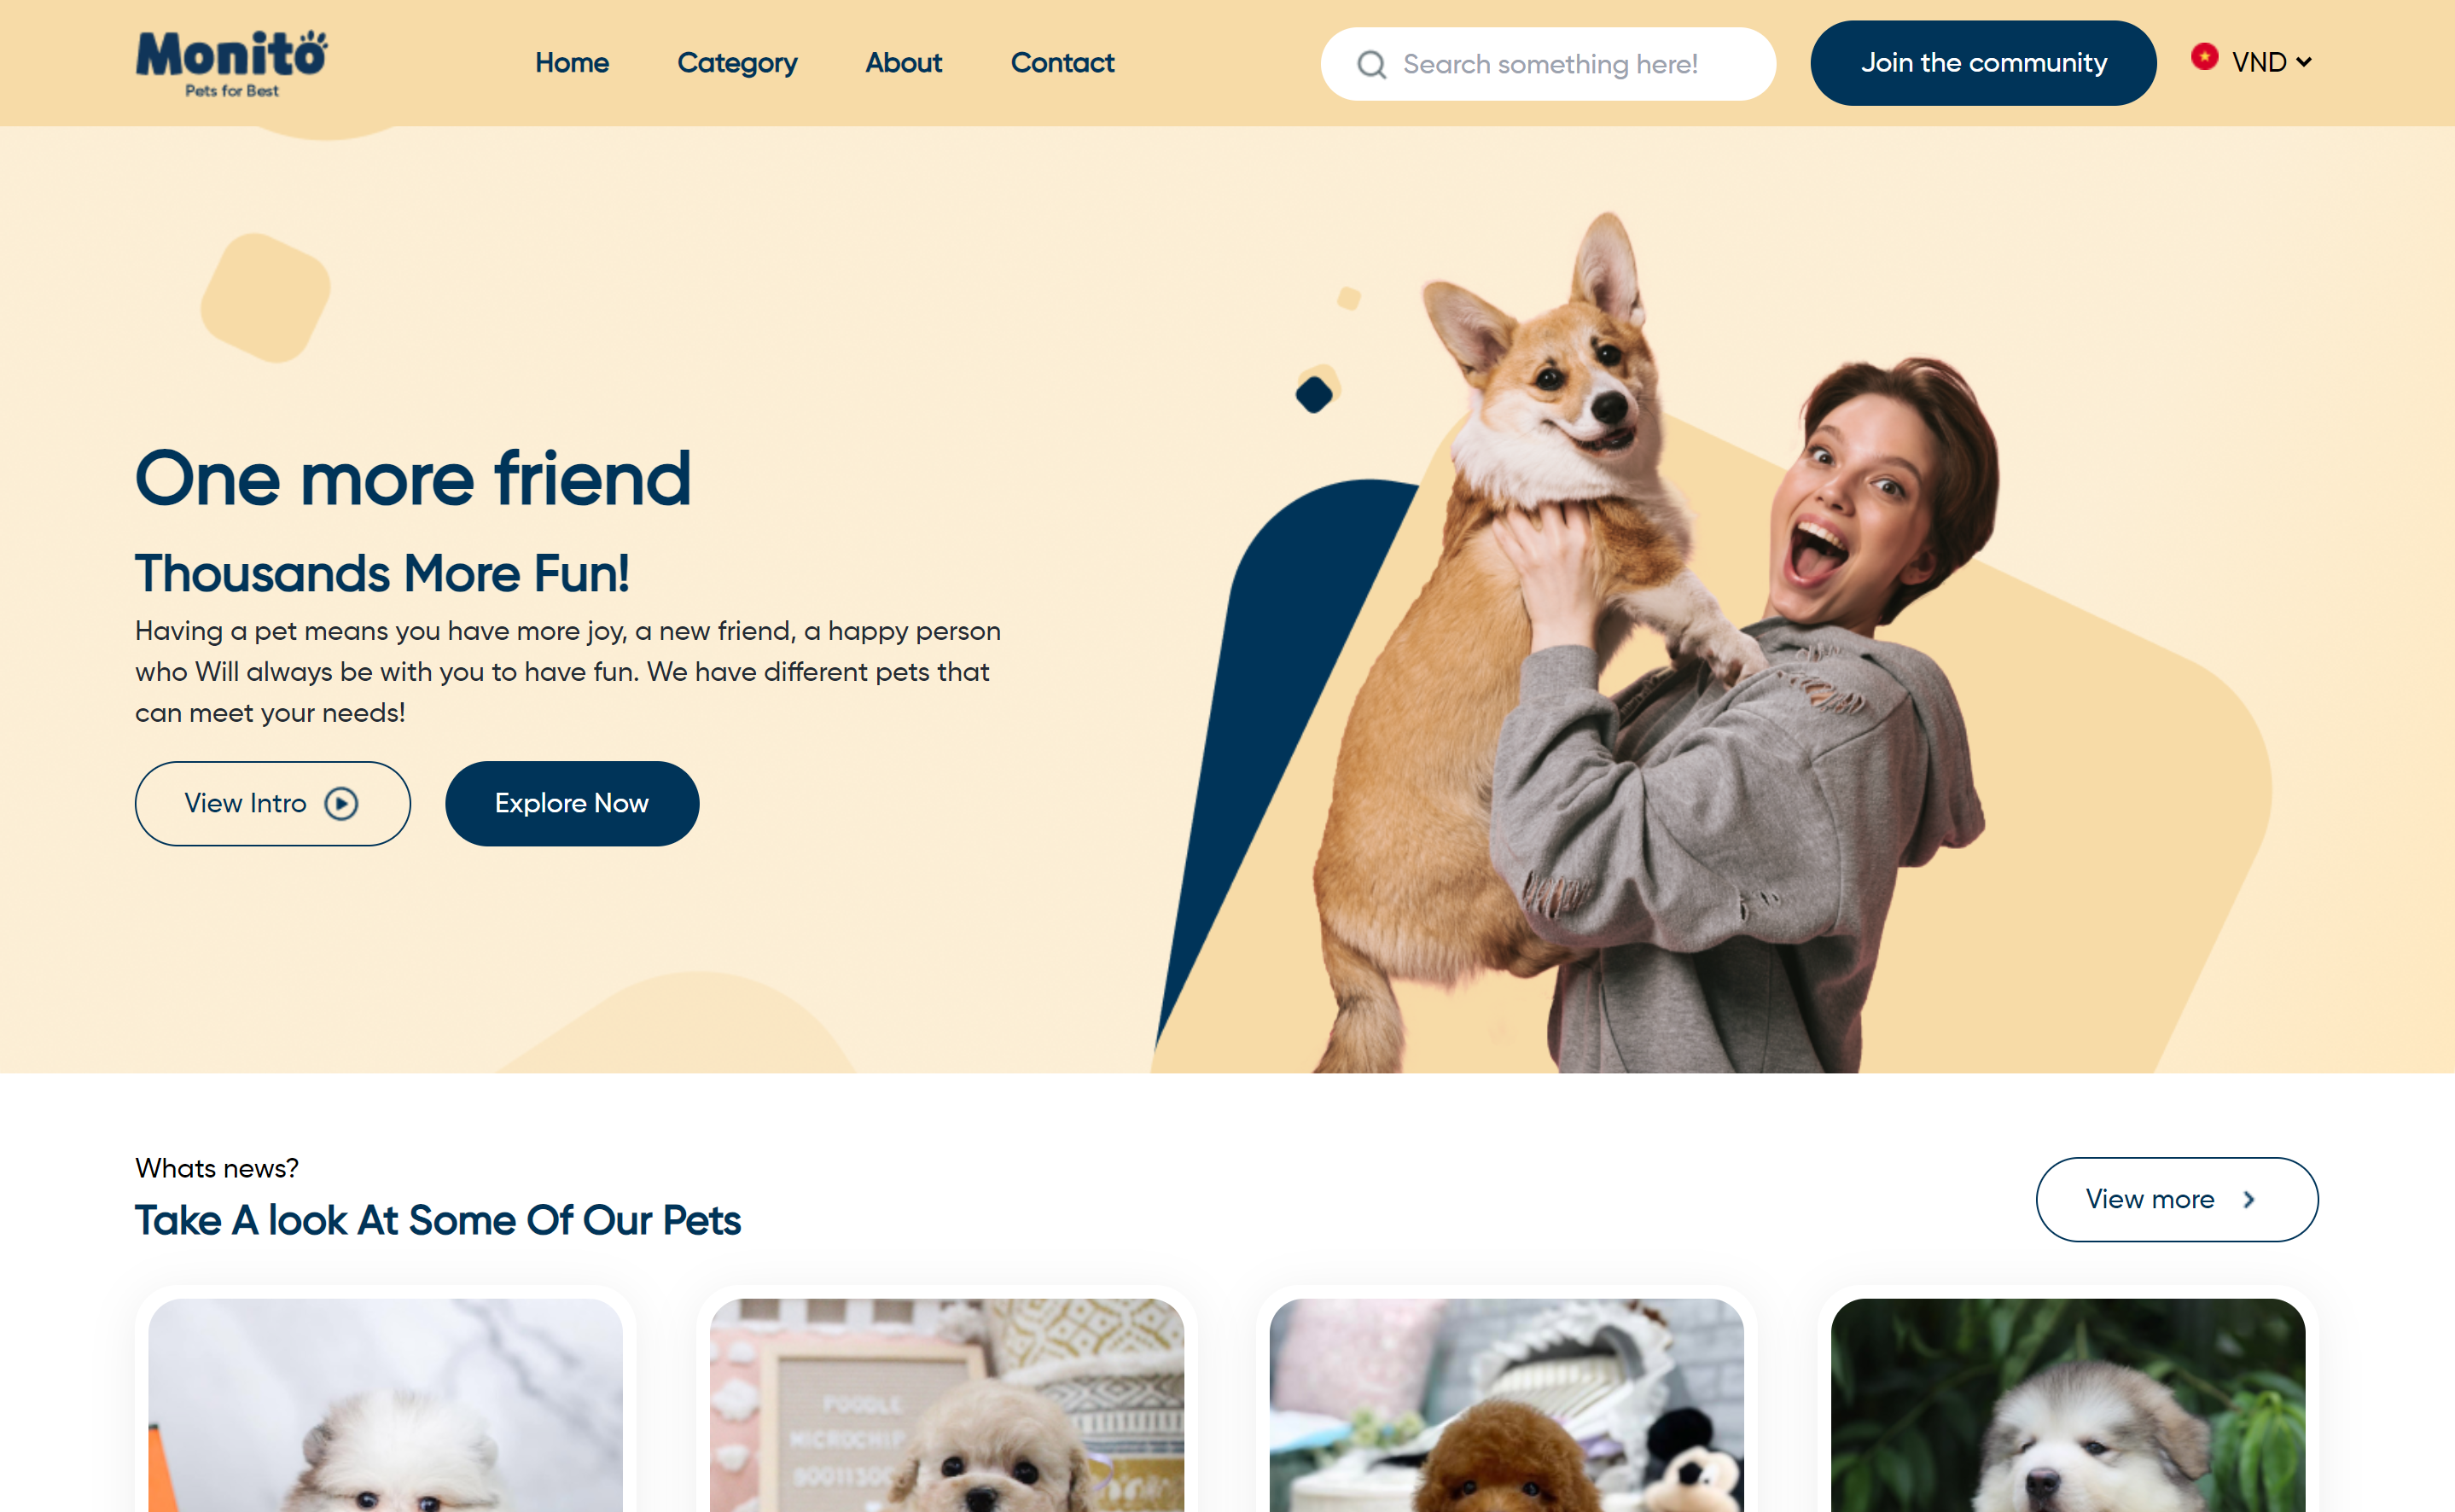 Monito
Pets for Best
Home
Category
About
Contact
Search something here!
Join the community
VND
One more friend
Thousands More Fun!
Having a pet means you have more joy, a new friend, a happy person
who Will always be with you to have fun. We have different pets that
can meet your needs!
View Intro
Explore Now
Whats news?
Take A look At Some Of Our Pets
View more
POODLE
MICROCHIP